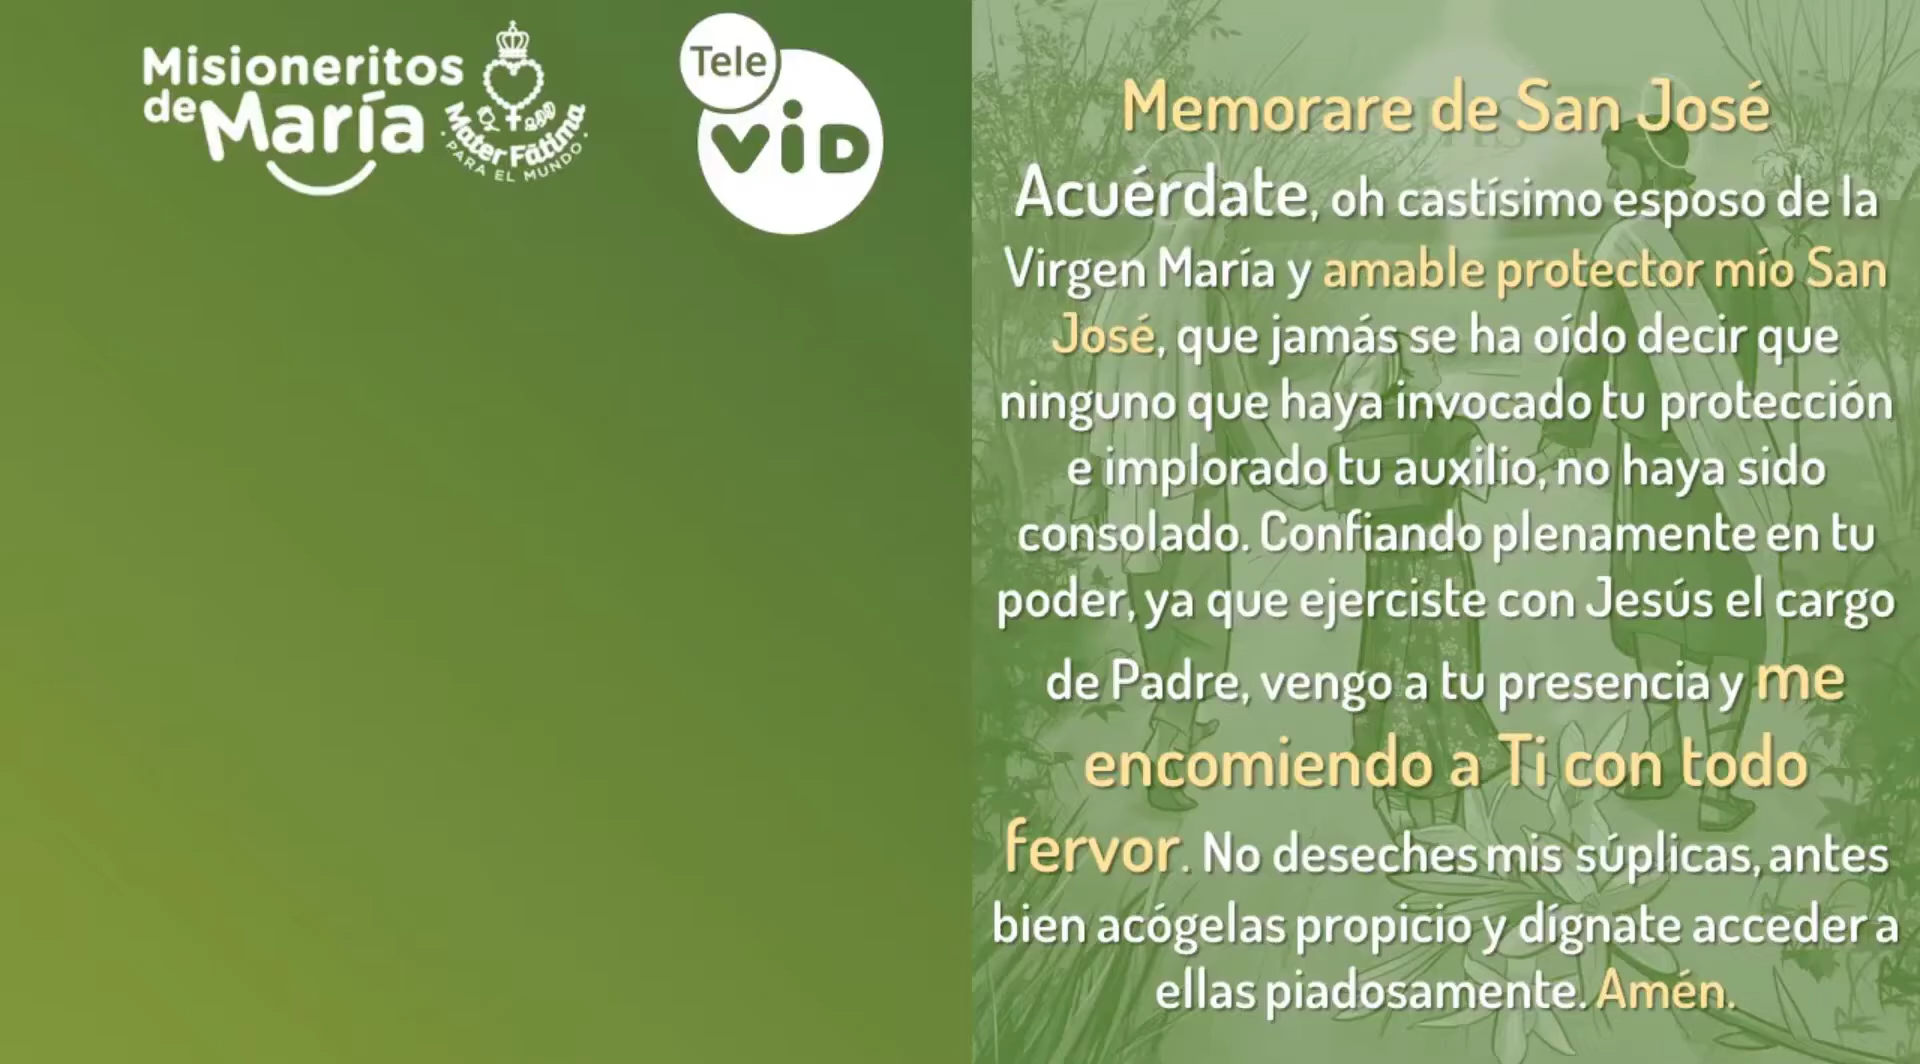 Misioneritos
de María
Mater Fátima
PARA EL MUNDO
Tele
ViD
Memorare de San José
Acuérdate, oh castísimo esposo de la
Virgen María y amable protector mío San
José, que jamás se ha oído decir que
ninguno que haya invocado tu protección
e implorado tu auxilio, no haya sido
consolado. Confiando plenamente en tu
poder, ya que ejerciste con Jesús el cargo
de Padre, vengo a tu presencia y me
encomiendo a Ti con todo
fervor. No deseches mis súplicas, antes
bien acógelas propicio y dígnate acceder a
ellas piadosamente. Amén.